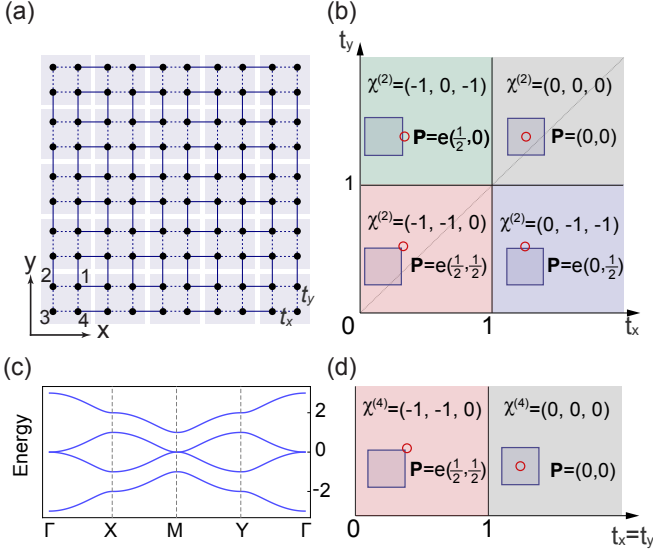 (a)
y
2
1
3
4
x
t_y
t_x
(b)
t_y
χ^(2)=(-1, 0, -1)
P=e(1/2,0)
χ^(2)=(0, 0, 0)
P=(0,0)
1
χ^(2)=(-1, -1, 0)
P=e(1/2,1/2)
χ^(2)=(0, -1, -1)
P=e(0,1/2)
0
1
t_x
(c)
Energy
2
0
-2
Γ X M Y Γ
(d)
χ^(4)=(-1, -1, 0)
P=e(1/2,1/2)
χ^(4)=(0, 0, 0)
P=(0,0)
0
1
t_x=t_y